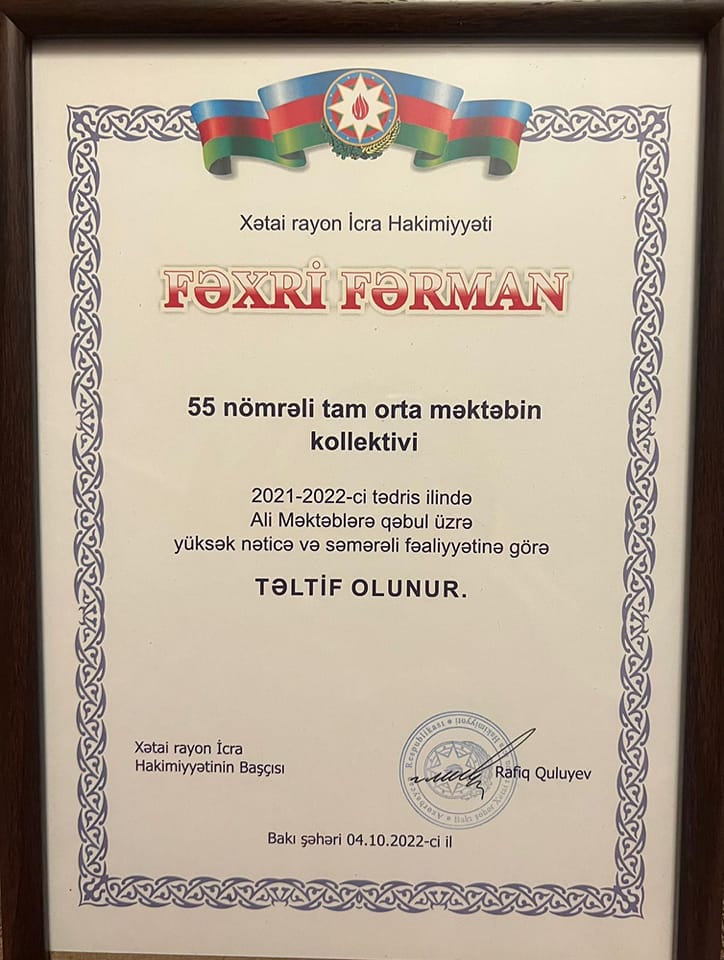 Xətai rayon İcra Hakimiyyəti
FƏXRİ FƏRMAN
55 nömrəli tam orta məktəbin
kollektivi
2021-2022-ci tədris ilində
Ali Məktəblərə qəbul üzrə
yüksək nəticə və səmərəli fəaliyyətinə görə
TƏLTİF OLUNUR.
Xətai rayon İcra
Hakimiyyətinin Başçısı
Rafiq Quluyev
Bakı şəhəri 04.10.2022-ci il